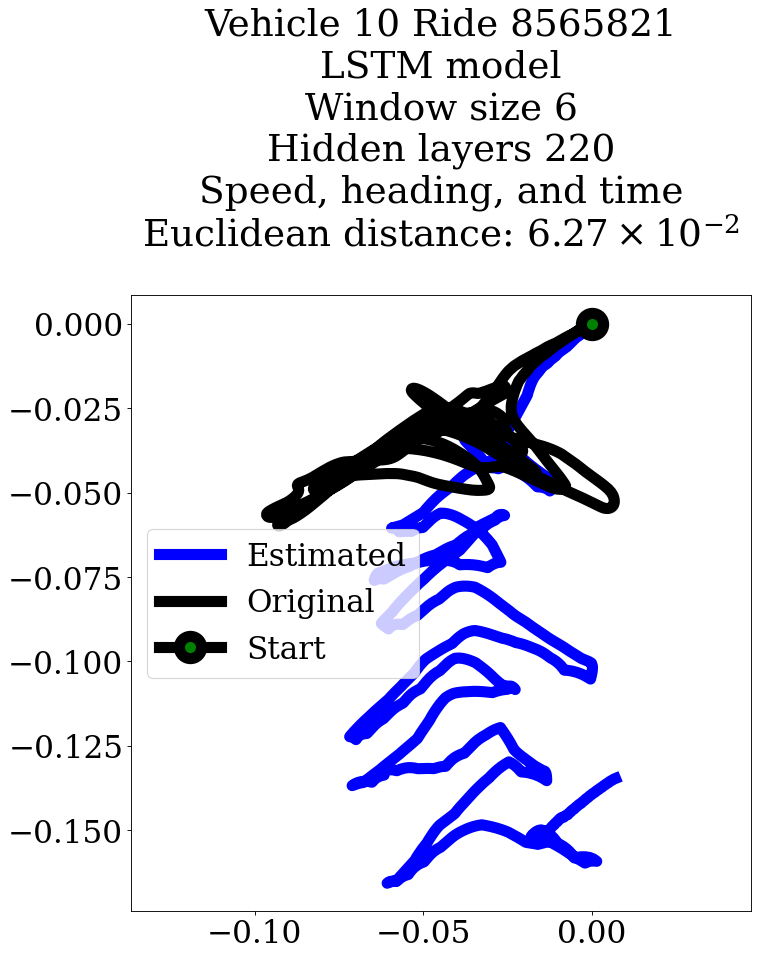 Vehicle 10 Ride 8565821
LSTM model
Window size 6
Hidden layers 220
Speed, heading, and time
Euclidean distance: 6.27 × 10⁻²
0.000
−0.025
−0.050
−0.075
−0.100
−0.125
−0.150
Estimated
Original
Start
−0.10 −0.05 0.00